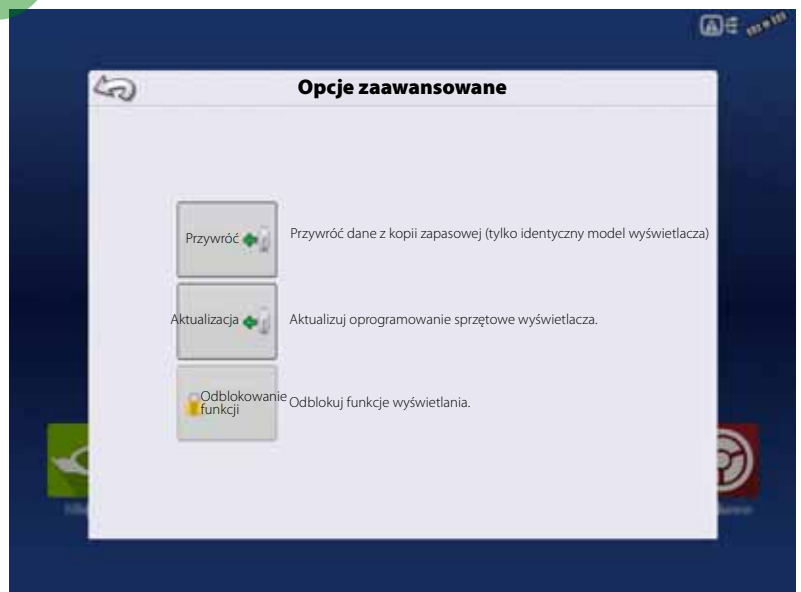 Opcje zaawansowane
Przywróć
Przywróć dane z kopii zapasowej (tylko identyczny model wyświetlacza)
Aktualizacja
Aktualizuj oprogramowanie sprzętowe wyświetlacza.
Odblokowanie
funkcji
Odblokuj funkcje wyświetlania.